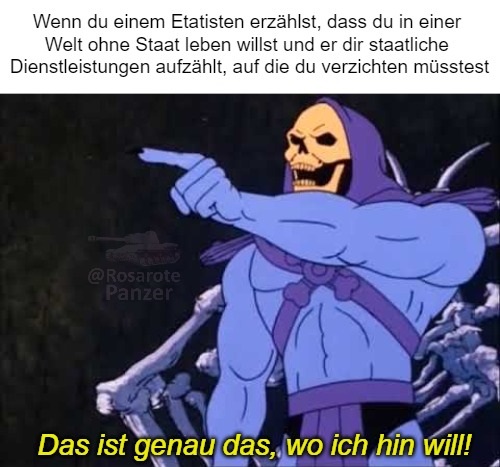 Wenn du einem Etatisten erzählst, dass du in einer
Welt ohne Staat leben willst und er dir staatliche
Dienstleistungen aufzählt, auf die du verzichten müsstest
@Rosarote
Panzer
Das ist genau das, wo ich hin will!